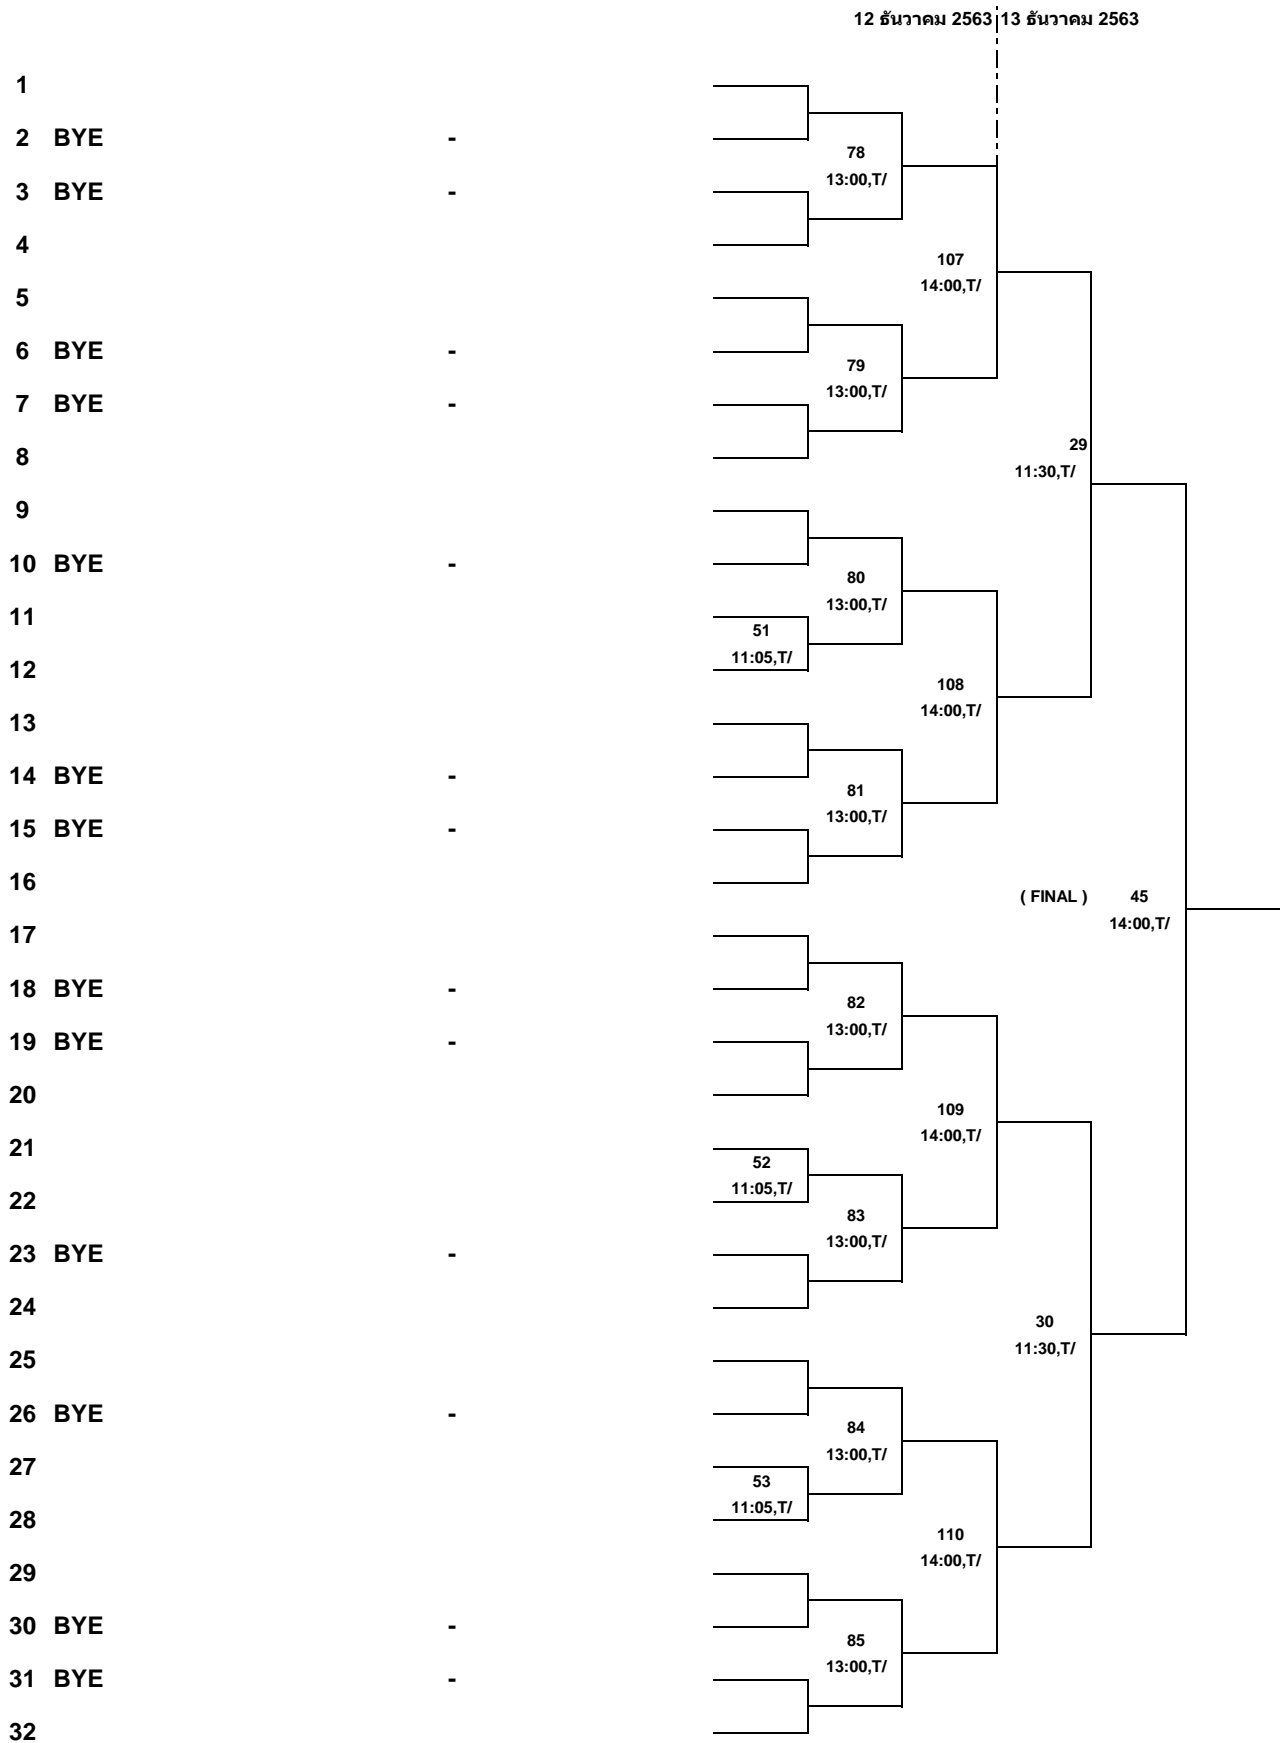 12 ธันวาคม 2563 13 ธันวาคม 2563
1
2 BYE -
78
3 BYE -
13:00,T/
4
107
14:00,T/
5
6 BYE -
79
13:00,T/
7 BYE -
29
8
11:30,T/
9
10 BYE -
80
13:00,T/
11
51
11:05,T/
12
108
14:00,T/
13
14 BYE -
81
13:00,T/
15 BYE -
16
( FINAL ) 45
14:00,T/
17
18 BYE -
82
13:00,T/
19 BYE -
20
109
14:00,T/
21
52
11:05,T/
22
83
13:00,T/
23 BYE -
24
30
11:30,T/
25
26 BYE -
84
13:00,T/
27
53
11:05,T/
28
110
14:00,T/
29
30 BYE -
85
13:00,T/
31 BYE -
32